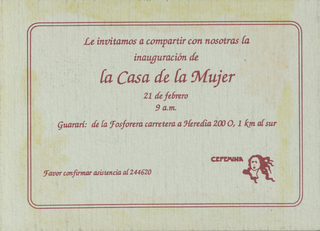 Le invitamos a compartir con nosotras la
inauguración de
la Casa de la Mujer
21 de febrero
9 a.m.
Guararí: de la Fosforera carretera a Heredia 200 O, 1 km al sur
CEFEMINA
Favor confirmar asistencia al 244620